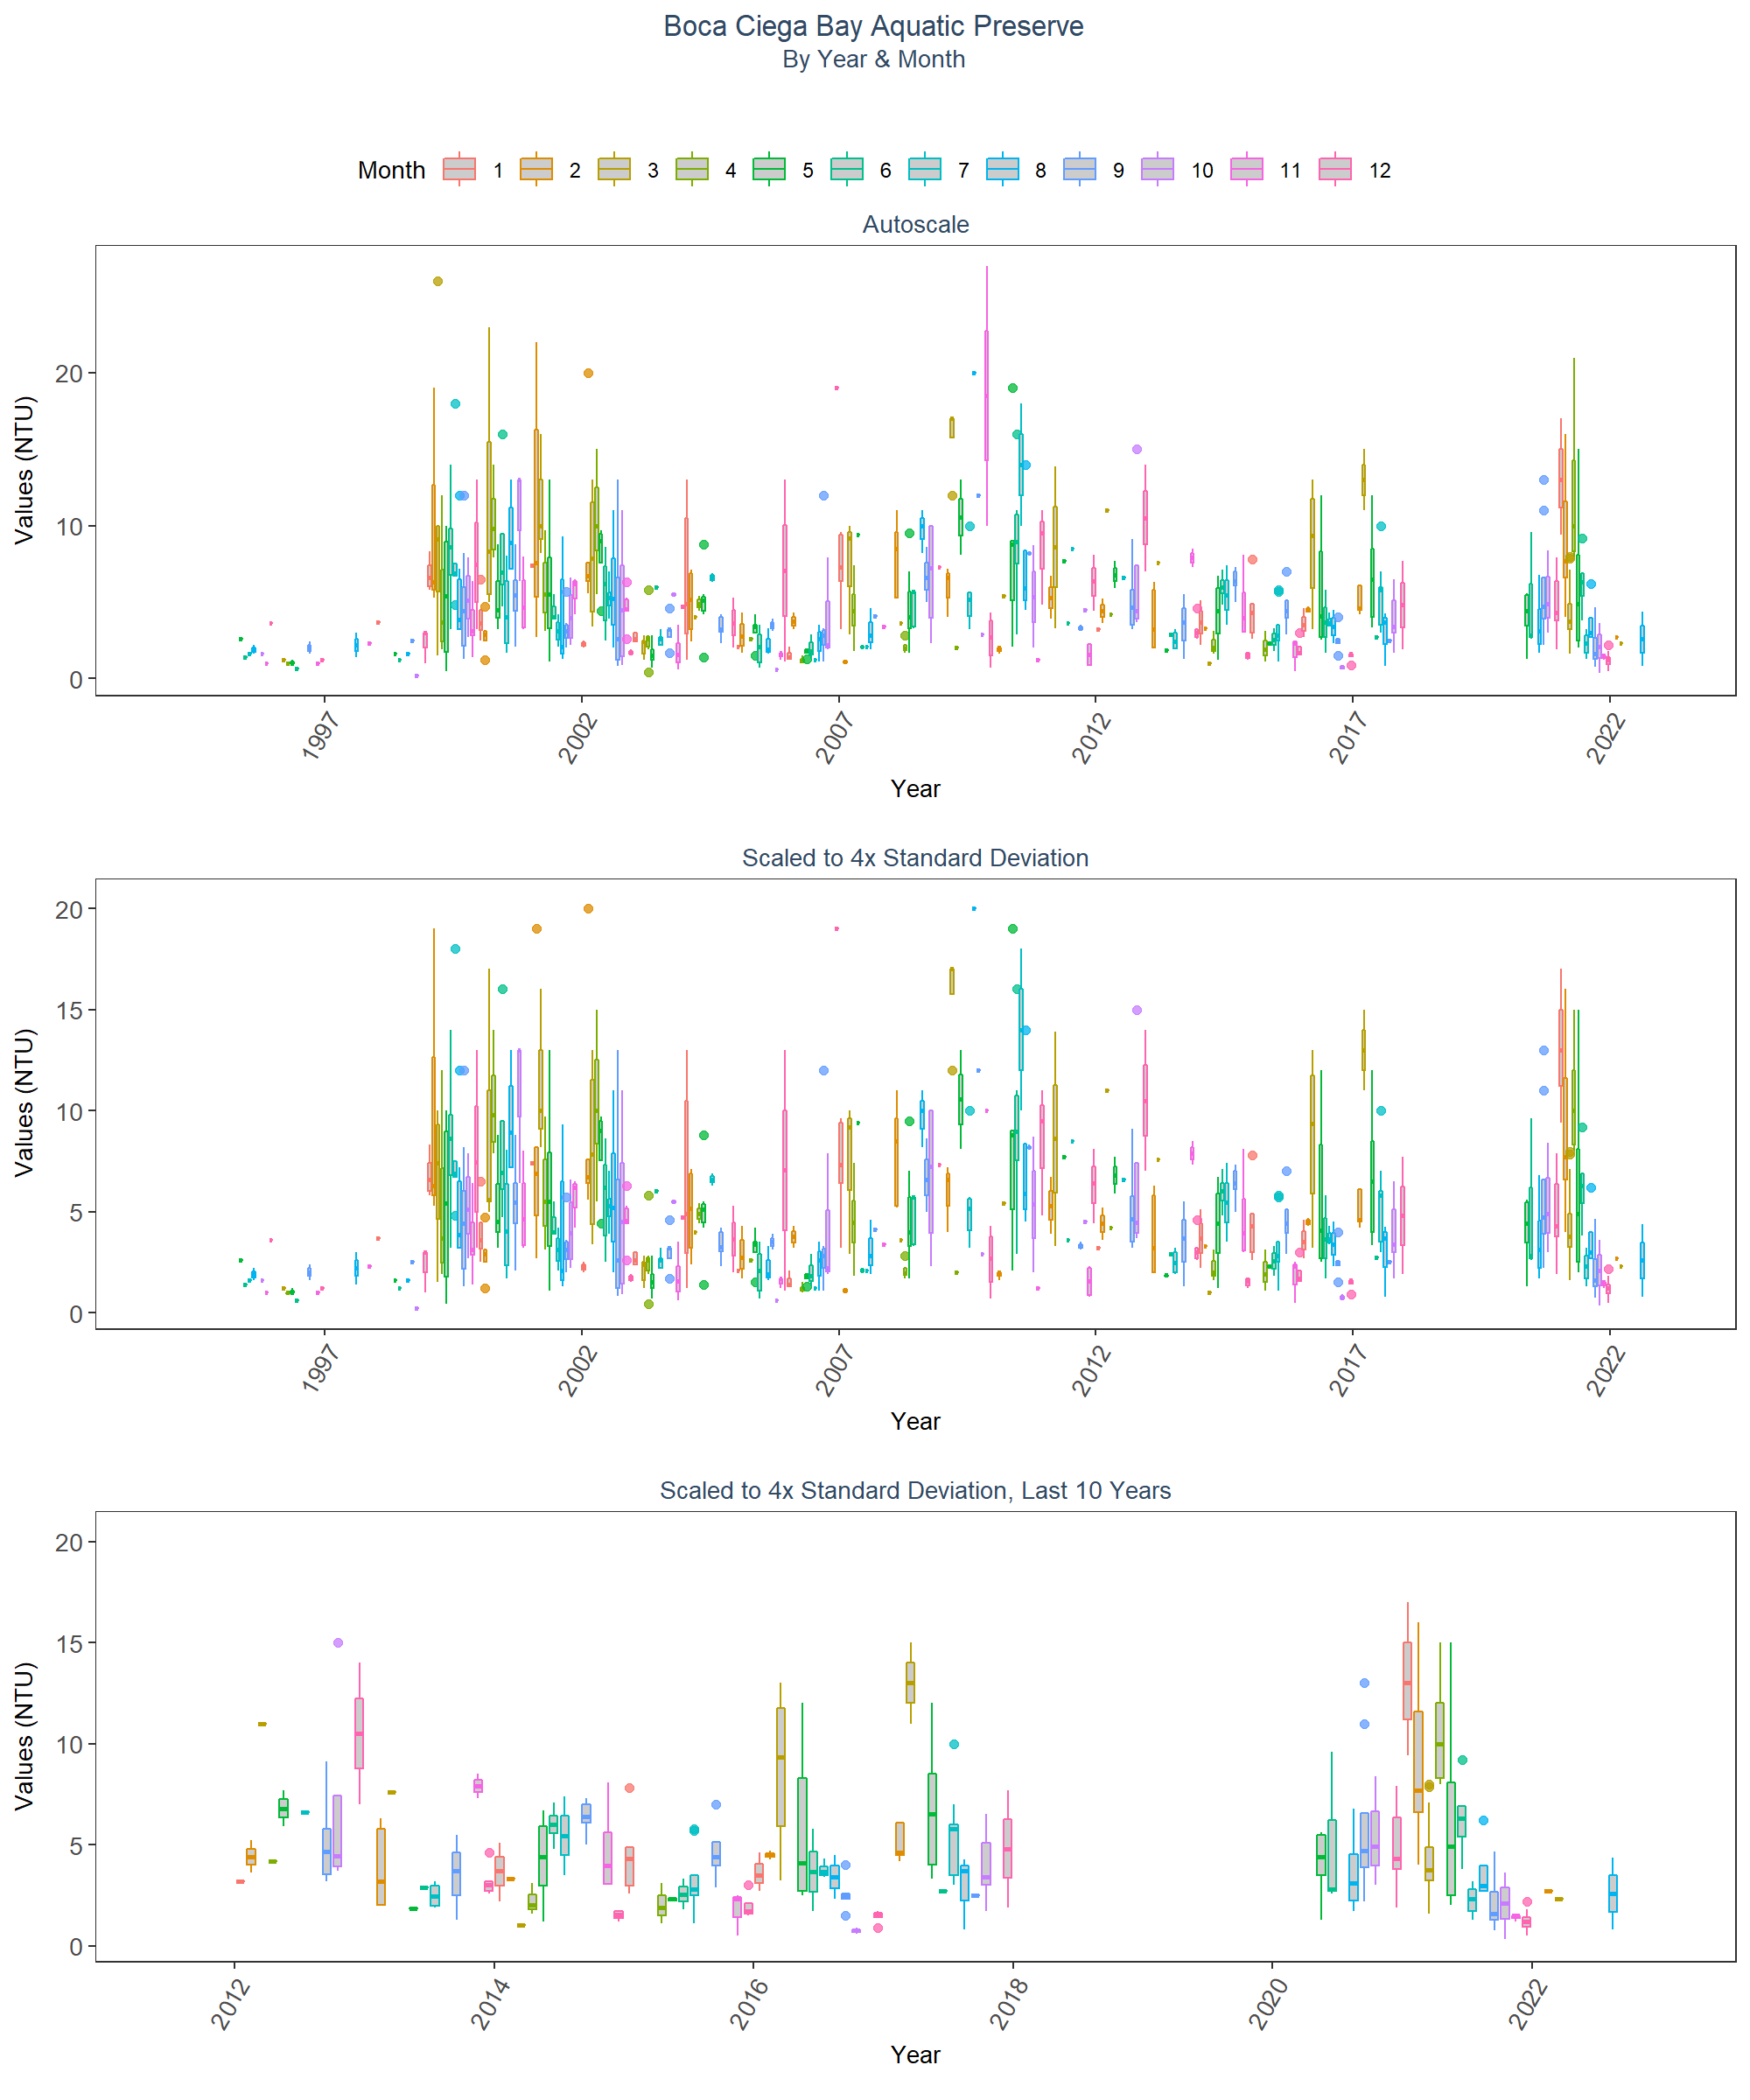 Boca Ciega Bay Aquatic Preserve
By Year & Month
Month 1 2 3 4 5 6 7 8 9 10 11 12
Autoscale
Values (NTU)
20
10
0
1997 2002 2007 2012 2017 2022
Year
Scaled to 4x Standard Deviation
Values (NTU)
20
15
10
5
0
1997 2002 2007 2012 2017 2022
Year
Scaled to 4x Standard Deviation, Last 10 Years
Values (NTU)
20
15
10
5
0
2012 2014 2016 2018 2020 2022
Year